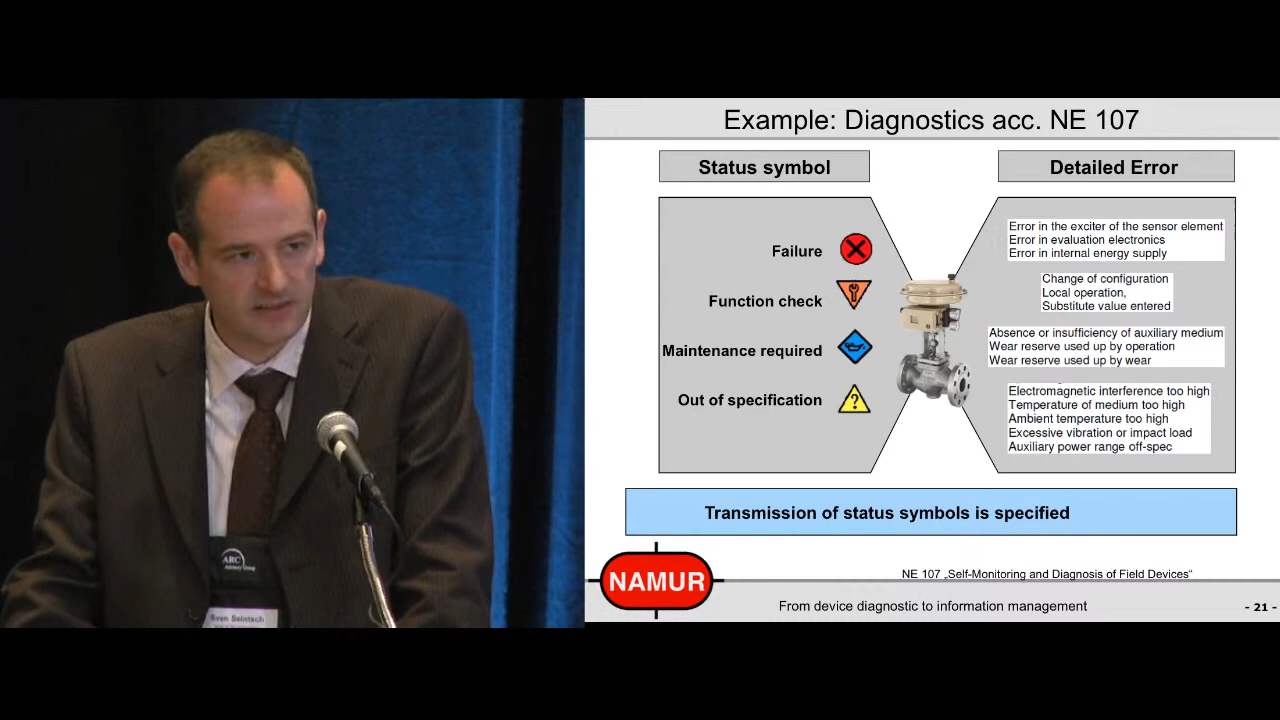 Example: Diagnostics acc. NE 107
Status symbol
Detailed Error
Failure
Function check
Maintenance required
Out of specification
?
Error in the exciter of the sensor element
Error in evaluation electronics
Error in internal energy supply
Change of configuration
Local operation,
Substitute value entered
Absence or insufficiency of auxiliary medium
Wear reserve used up by operation
Wear reserve used up by wear
Electromagnetic interference too high
Temperature of medium too high
Ambient temperature too high
Excessive vibration or impact load
Auxiliary power range off-spec
Transmission of status symbols is specified
NAMUR
NE 107 „Self-Monitoring and Diagnosis of Field Devices“
From device diagnostic to information management
- 21 -
ARC
Advisory Group
Sven Seintsch